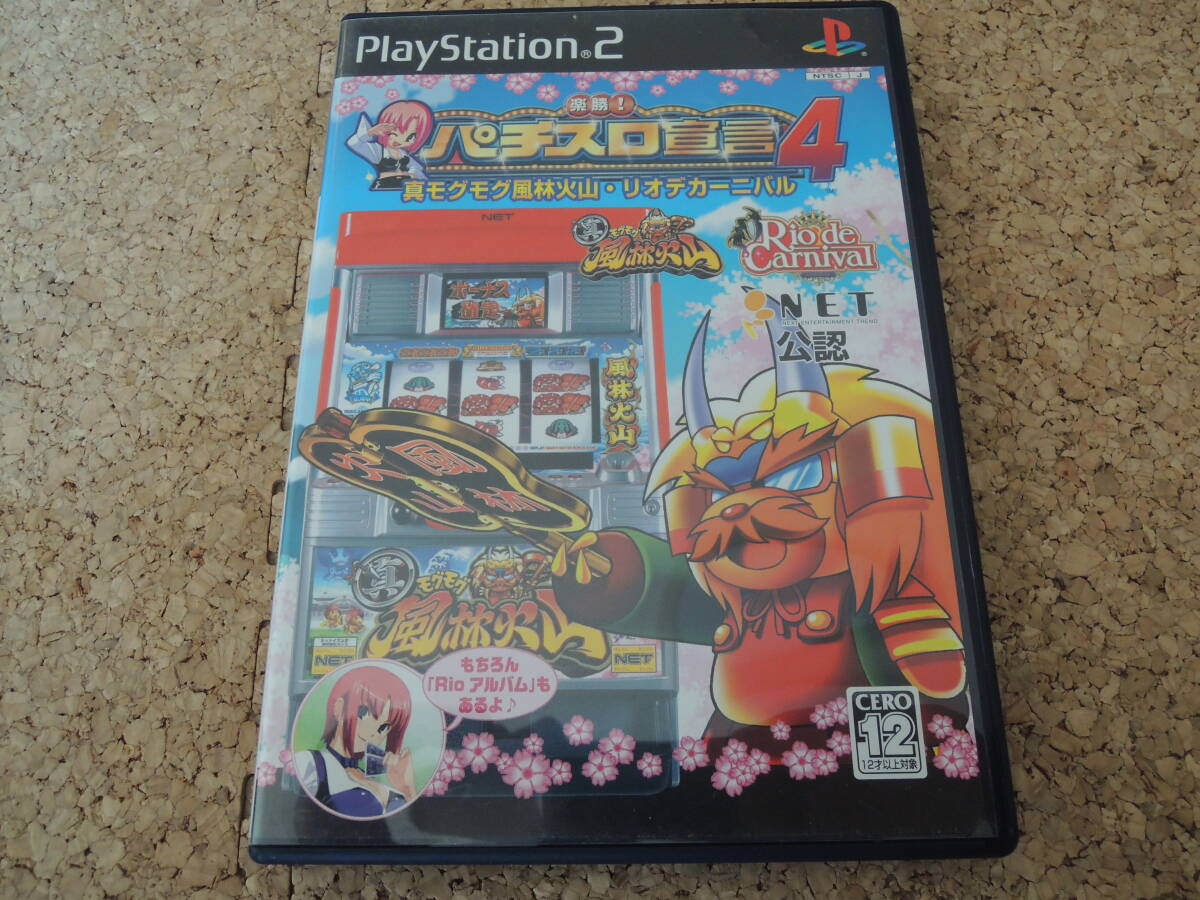 PlayStation®2
NTSC J
楽勝！
パチスロ宣言4
真モグモグ風林火山・リオデカーニバル
NET
真 モグモグ
風林火山
Rio de
Carnival
NET
NEXT ENTERTAINMENT TREND
公認
ボーナス
確定
風林火山
風林火山
真 モグモグ
風林火山
NET
NET
もちろん
「Rio アルバム」も
あるよ♪
CERO
12
12才以上対象